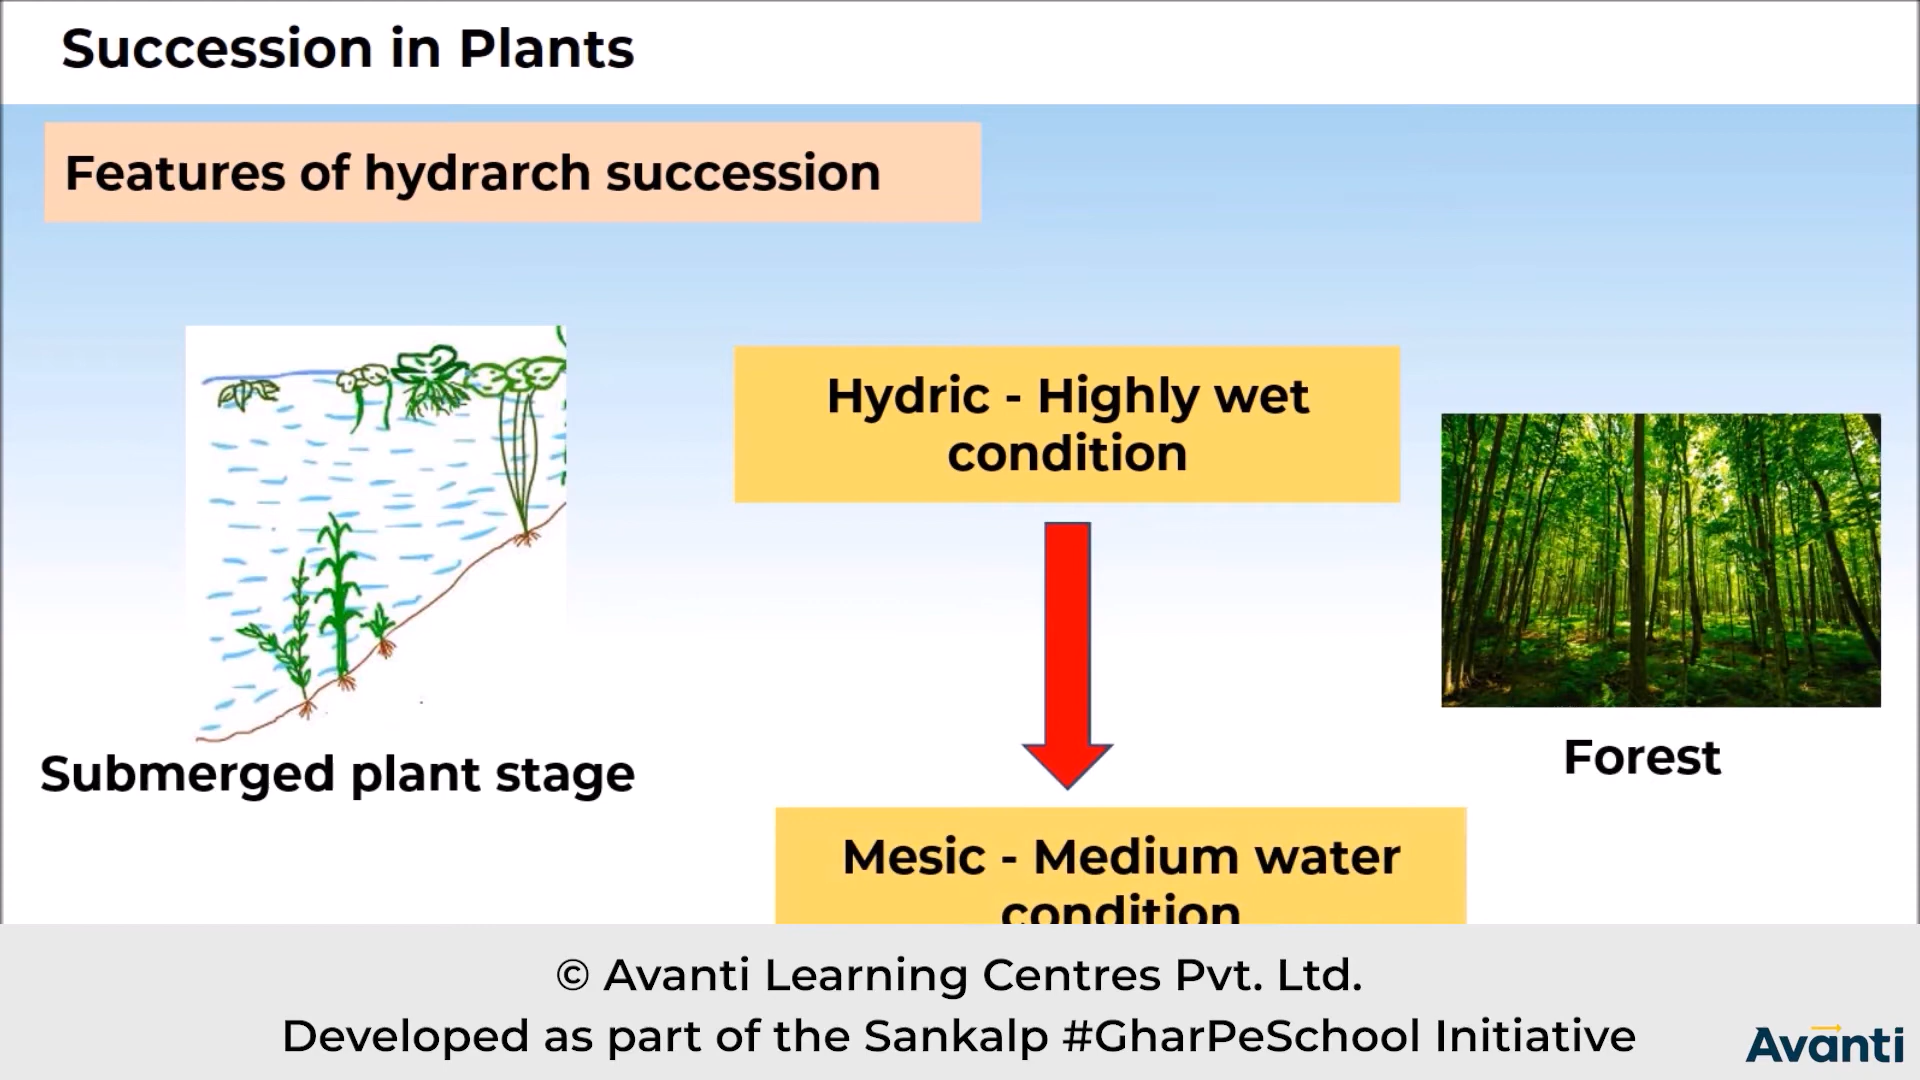 Succession in Plants
Features of hydrarch succession
Hydric - Highly wet
condition
Submerged plant stage
Forest
Mesic - Medium water
condition
© Avanti Learning Centres Pvt. Ltd.
Developed as part of the Sankalp #GharPeSchool Initiative
Avanti